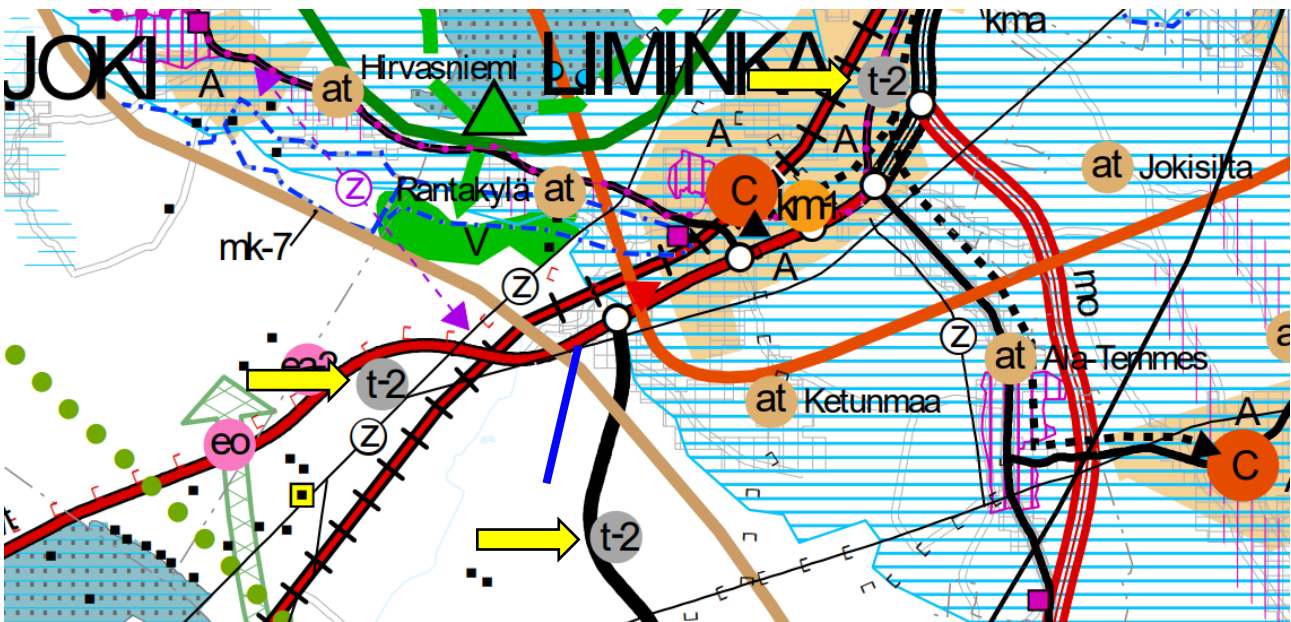 kma
JOKI
LIMINKA
Hirvasniemi
t-2
at
A
A
A
at
Jokisilta
z
Rantakylä
at
C
km-1
mk-7
V
A
z
mo
z
at
Ala-Temmes
a
t-2
at
Ketunmaa
A
eo
z
C
t-2